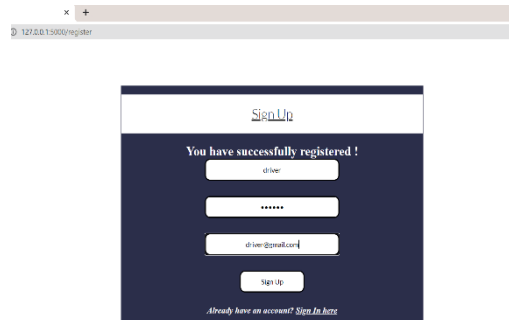 127.0.0.1:5000/register
Sign Up
You have successfully registered !
driver
••••••
driver@gmail.com
Sign Up
Already have an account? Sign In here